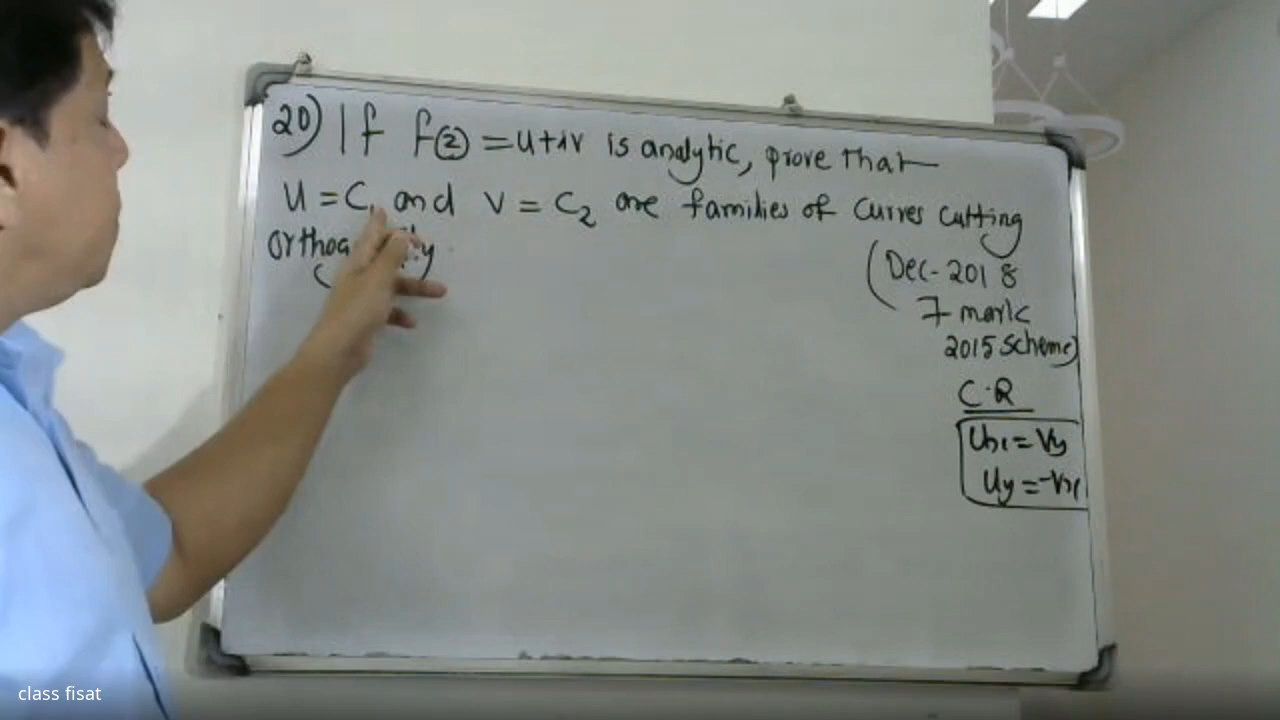 20) If f(z) = u+iv is analytic, prove that
u = C1 and v = C2 are families of curves cutting
(Dec-2018
7 mark
2015 scheme)
C.R
Ux = Vy
Uy = -Vx
class fisat